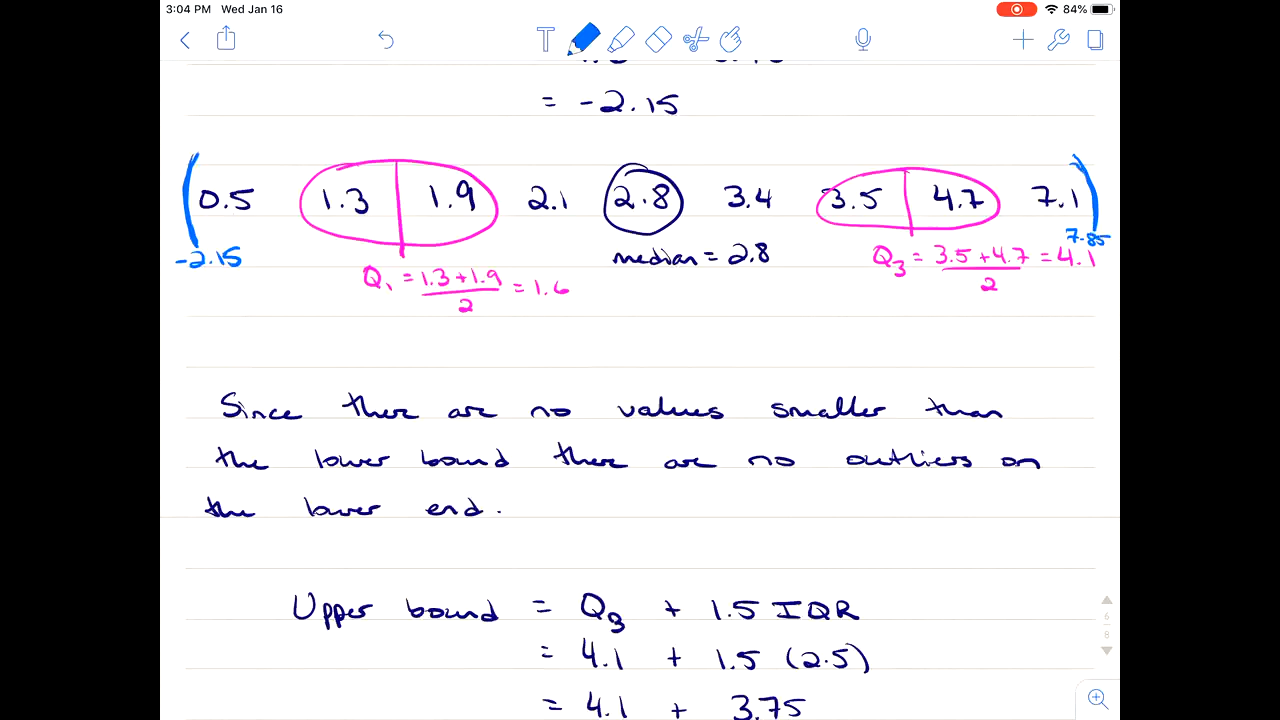 3:04 PM Wed Jan 16
84%
T
= -2.15
0.5 1.3 1.9 2.1 2.8 3.4 3.5 4.7 7.1
-2.15
7.85
median = 2.8
Q3 = 3.5 + 4.7 = 4.1
2
Q1 = 1.3 + 1.9 = 1.6
2
Since there are no values smaller than
the lower bound there are no outliers on
the lower end.
Upper bound = Q3 + 1.5 IQR
= 4.1 + 1.5 (2.5)
= 4.1 + 3.75
6
8